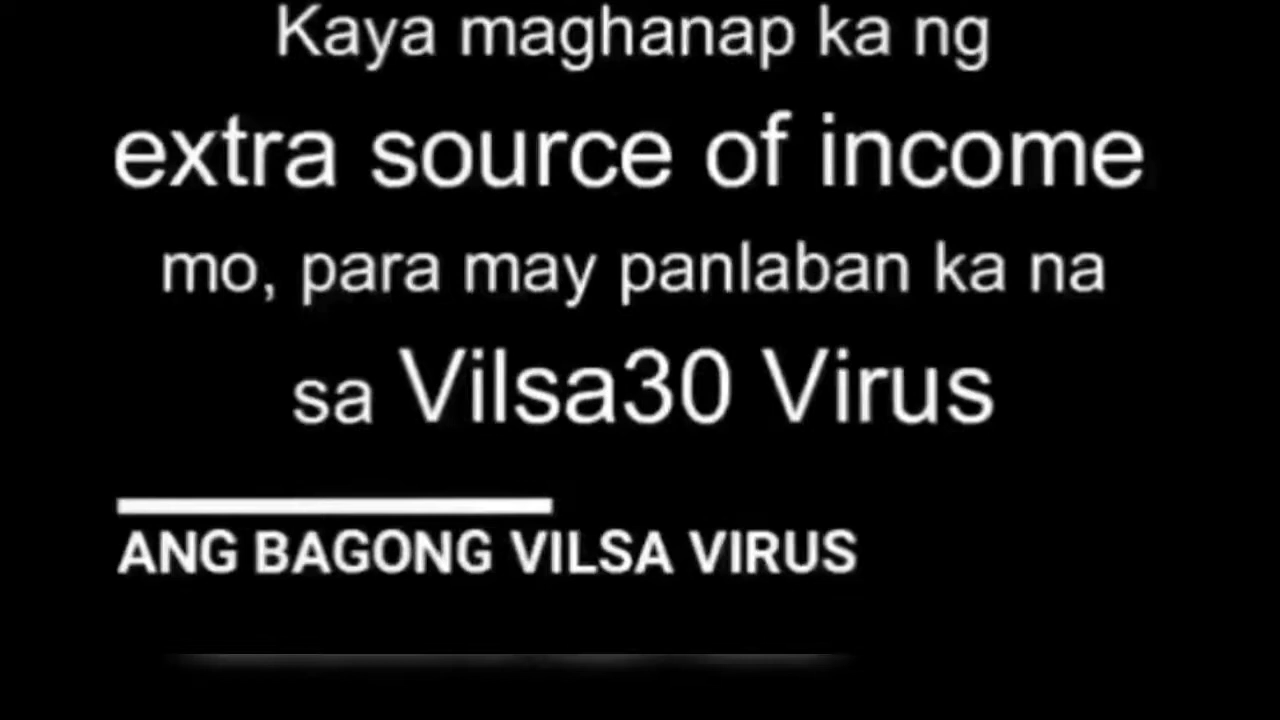 Kaya maghanap ka ng
extra source of income
mo, para may panlaban ka na
sa Vilsa30 Virus
ANG BAGONG VILSA VIRUS